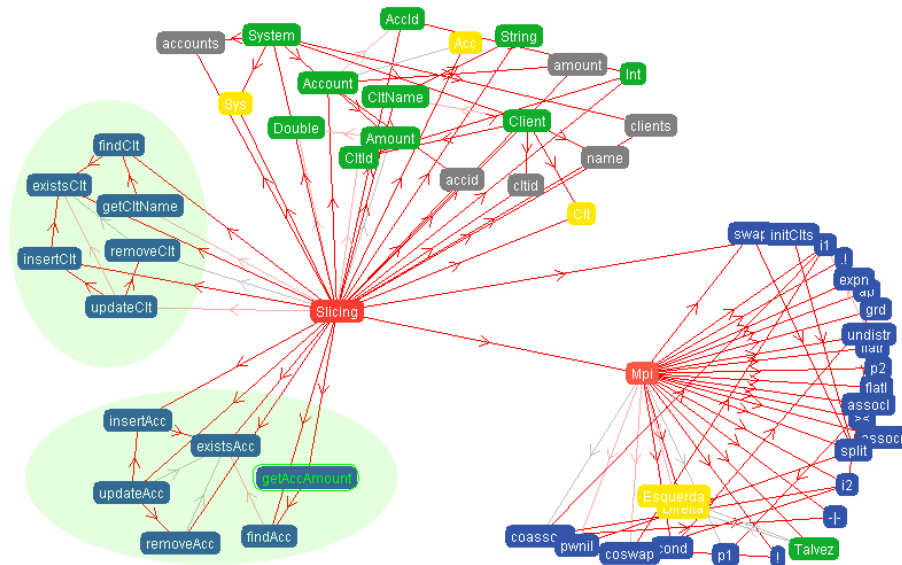 AccId
accounts
System
Acc
String
amount
Int
Account
CltName
Sys
Double
Amount
Client
clients
CltId
name
accid
cltid
Clt
findClt
existsClt
getCltName
removeClt
insertClt
updateClt
Slicing
swap
initClts
i1
.!
expn
ap
grd
undistr
p2
flatl
assocl
><
split
i2
-|-
Mpi
insertAcc
existsAcc
getAccAmount
updateAcc
removeAcc
findAcc
Esquerda
Direita
coassoc
pwnil
coswap
cond
p1
!
Talvez